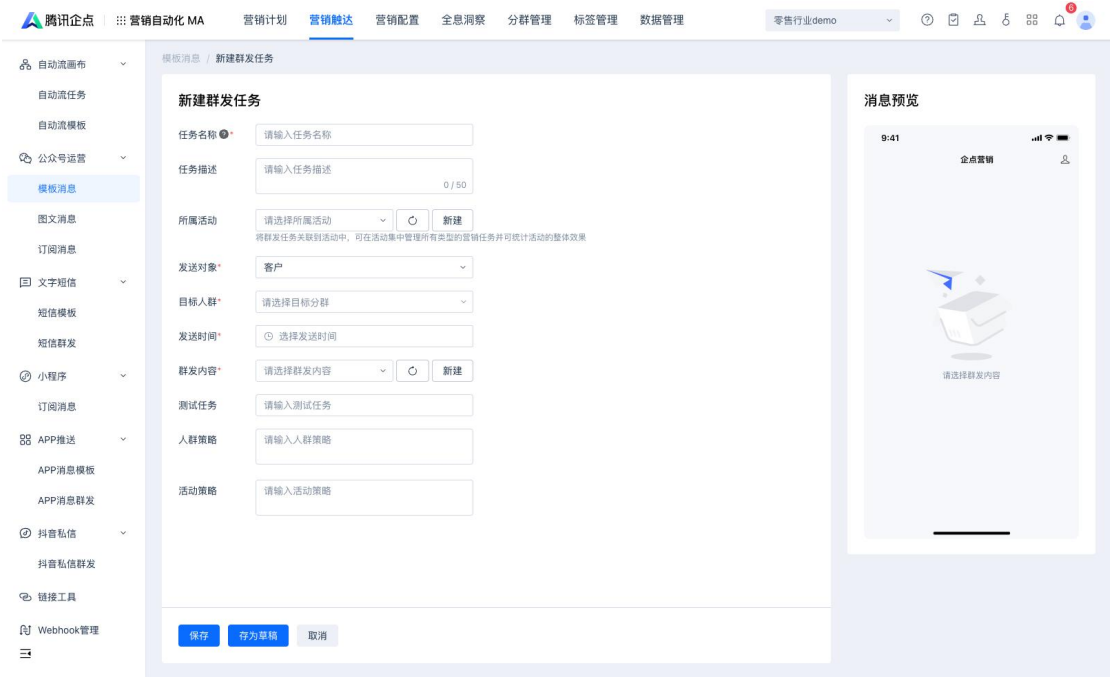 腾讯企点 营销自动化 MA 营销计划 营销触达 营销配置 全息洞察 分群管理 标签管理 数据管理 零售行业demo 6
自动流画布
自动流任务
自动流模板
公众号运营
模板消息
图文消息
订阅消息
文字短信
短信模板
短信群发
小程序
订阅消息
APP推送
APP消息模板
APP消息群发
抖音私信
抖音私信群发
链接工具
Webhook管理
模板消息 / 新建群发任务
新建群发任务
任务名称 ?* 请输入任务名称
任务描述 请输入任务描述
0 / 50
所属活动 请选择所属活动 新建
将群发任务关联到活动中，可在活动集中管理所有类型的营销任务并可统计活动的整体效果
发送对象* 客户
目标人群* 请选择目标分群
发送时间* 选择发送时间
群发内容* 请选择群发内容 新建
测试任务 请输入测试任务
人群策略 请输入人群策略
活动策略 请输入活动策略
保存 存为草稿 取消
消息预览
9:41
企点营销
请选择群发内容